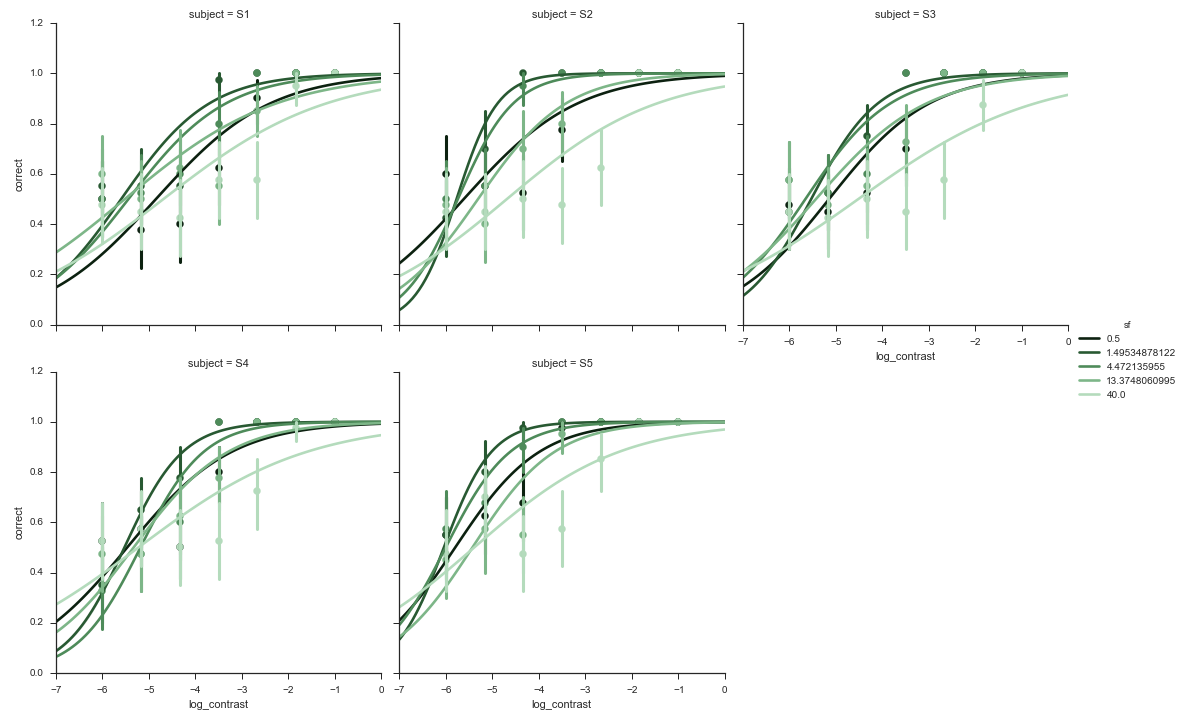 subject = S1
subject = S2
subject = S3
1.2
1.0
0.8
0.6
0.4
0.2
0.0
correct
−7 −6 −5 −4 −3 −2 −1 0
log_contrast
sf
0.5
1.49534878122
4.472135955
13.3748060995
40.0
subject = S4
subject = S5
1.2
1.0
0.8
0.6
0.4
0.2
0.0
correct
−7 −6 −5 −4 −3 −2 −1 0
log_contrast
−7 −6 −5 −4 −3 −2 −1 0
log_contrast